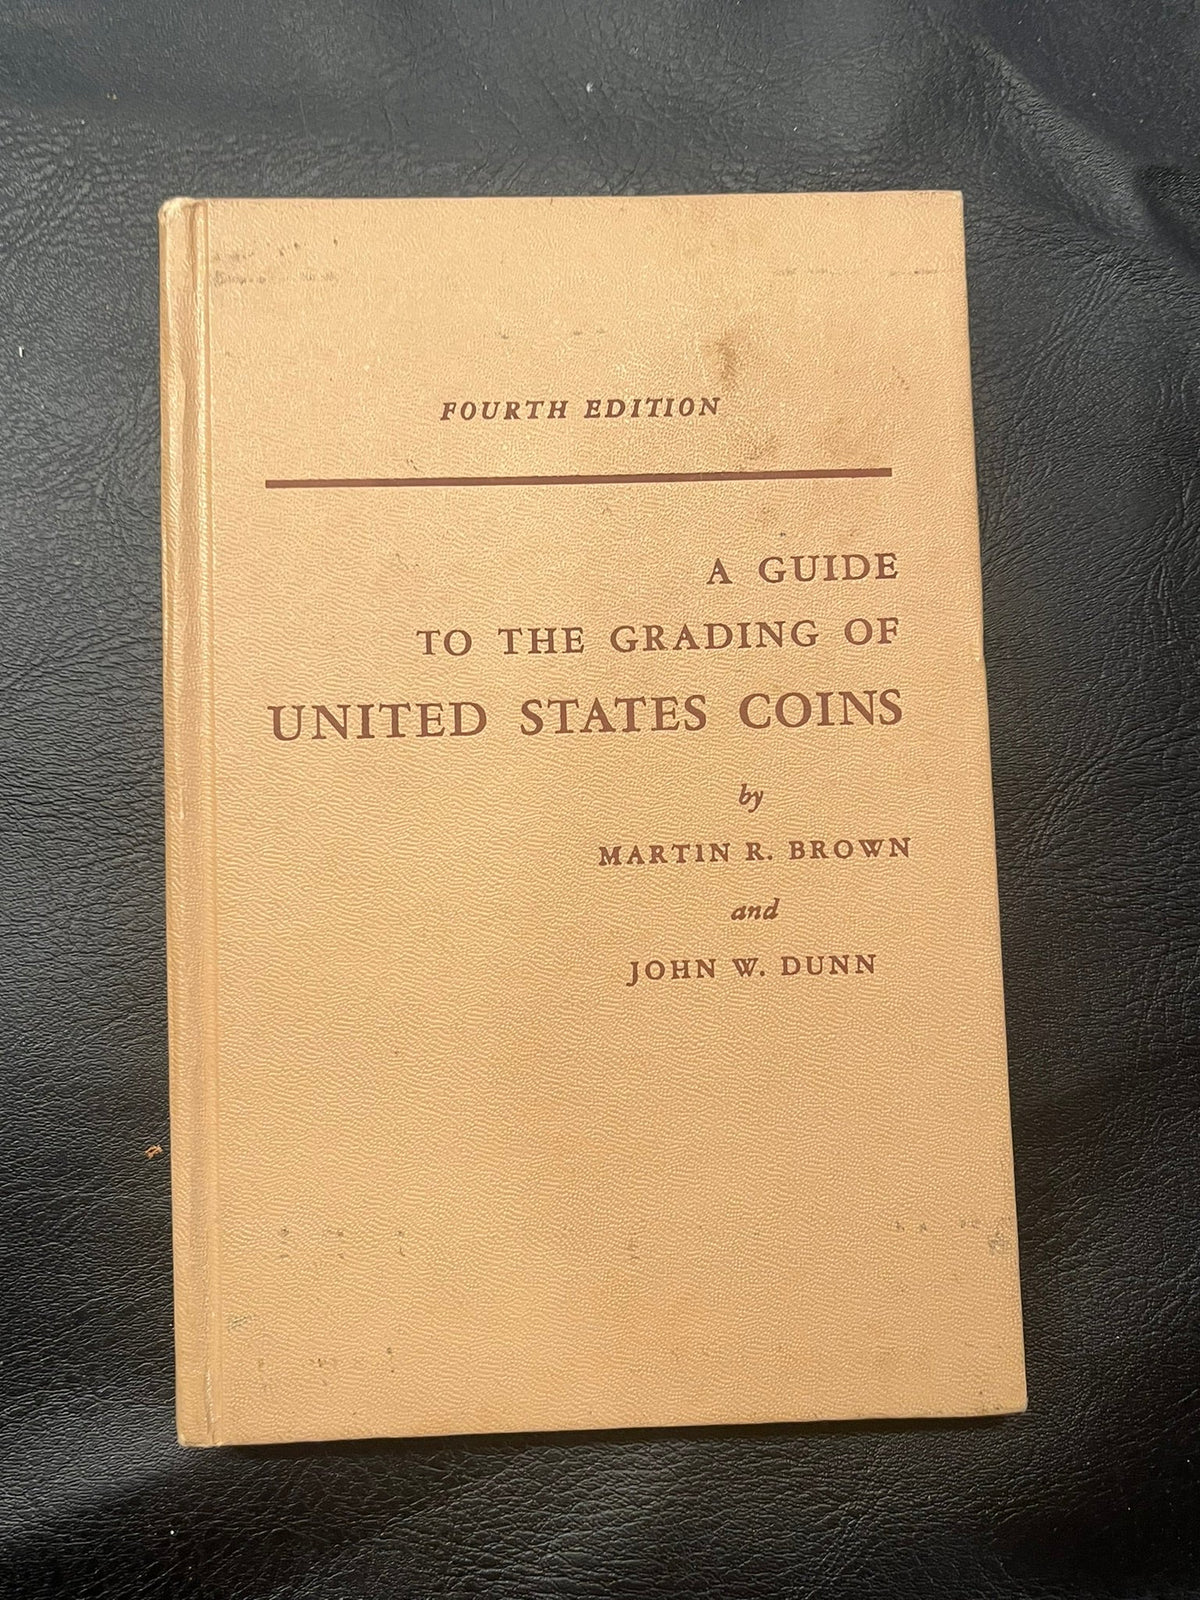 FOURTH EDITION
A GUIDE
TO THE GRADING OF
UNITED STATES COINS
by
MARTIN R. BROWN
and
JOHN W. DUNN